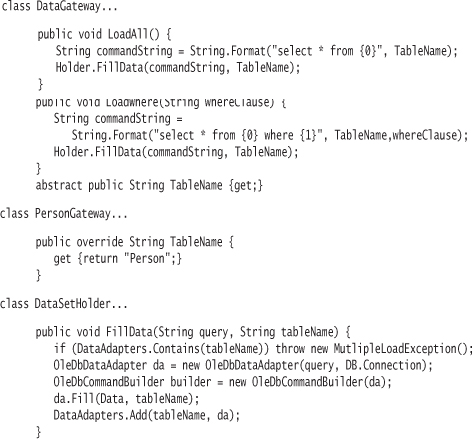 class DataGateway...
public void LoadAll() {
String commandString = String.Format("select * from {0}", TableName);
Holder.FillData(commandString, TableName);
}
public void LoadWhere(String whereClause) {
String commandString =
String.Format("select * from {0} where {1}", TableName,whereClause);
Holder.FillData(commandString, TableName);
}
abstract public String TableName {get;}
class PersonGateway...
public override String TableName {
get {return "Person";}
}
class DataSetHolder...
public void FillData(String query, String tableName) {
if (DataAdapters.Contains(tableName)) throw new MutlipleLoadException();
OleDbDataAdapter da = new OleDbDataAdapter(query, DB.Connection);
OleDbCommandBuilder builder = new OleDbCommandBuilder(da);
da.Fill(Data, tableName);
DataAdapters.Add(tableName, da);
}